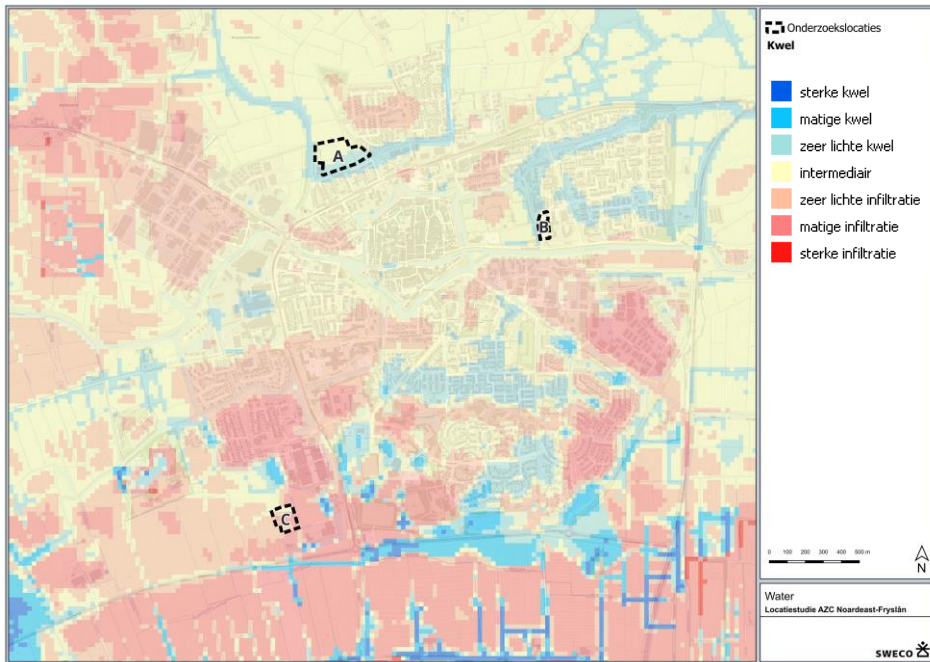 Onderzoekslocaties
Kwel
sterke kwel
matige kwel
zeer lichte kwel
intermediair
zeer lichte infiltratie
matige infiltratie
sterke infiltratie
A
B
C
0 100 200 300 400 500 m
N
Water
Locatiestudie AZC Noardeast-Fryslân
SWECO